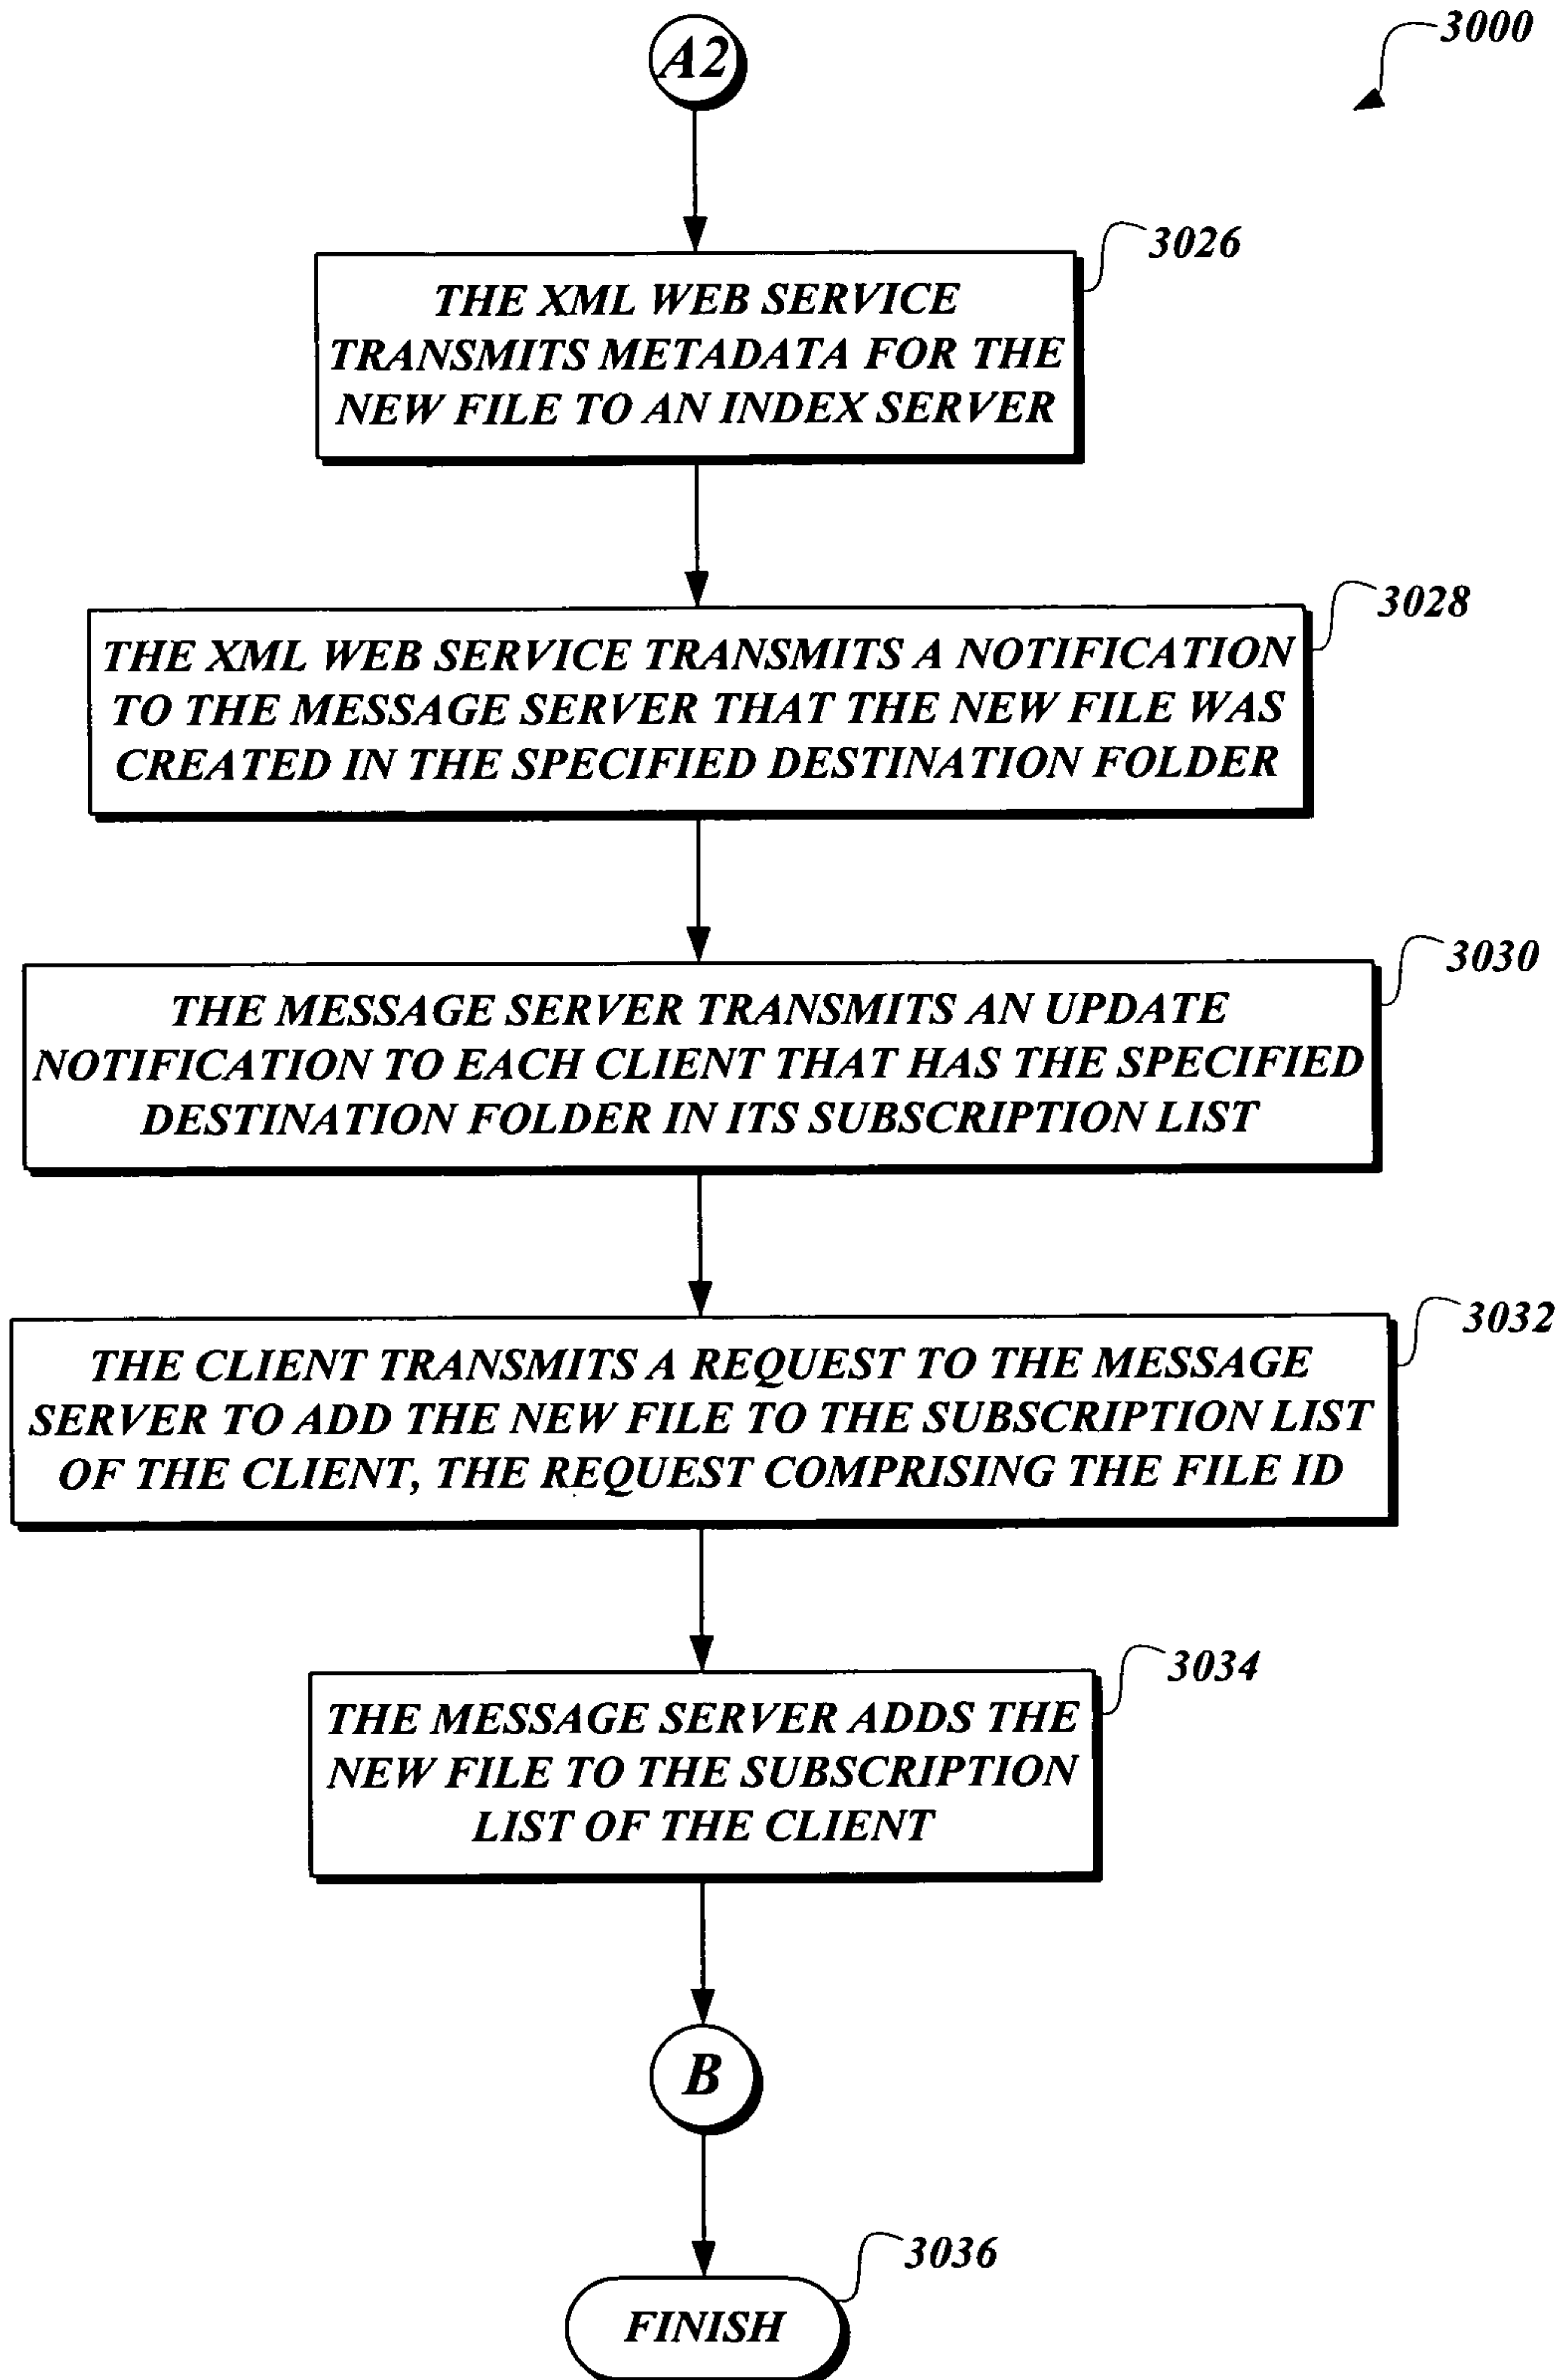 A2
3000
3026
THE XML WEB SERVICE
TRANSMITS METADATA FOR THE
NEW FILE TO AN INDEX SERVER
3028
THE XML WEB SERVICE TRANSMITS A NOTIFICATION
TO THE MESSAGE SERVER THAT THE NEW FILE WAS
CREATED IN THE SPECIFIED DESTINATION FOLDER
3030
THE MESSAGE SERVER TRANSMITS AN UPDATE
NOTIFICATION TO EACH CLIENT THAT HAS THE SPECIFIED
DESTINATION FOLDER IN ITS SUBSCRIPTION LIST
3032
THE CLIENT TRANSMITS A REQUEST TO THE MESSAGE
SERVER TO ADD THE NEW FILE TO THE SUBSCRIPTION LIST
OF THE CLIENT, THE REQUEST COMPRISING THE FILE ID
3034
THE MESSAGE SERVER ADDS THE
NEW FILE TO THE SUBSCRIPTION
LIST OF THE CLIENT
B
3036
FINISH